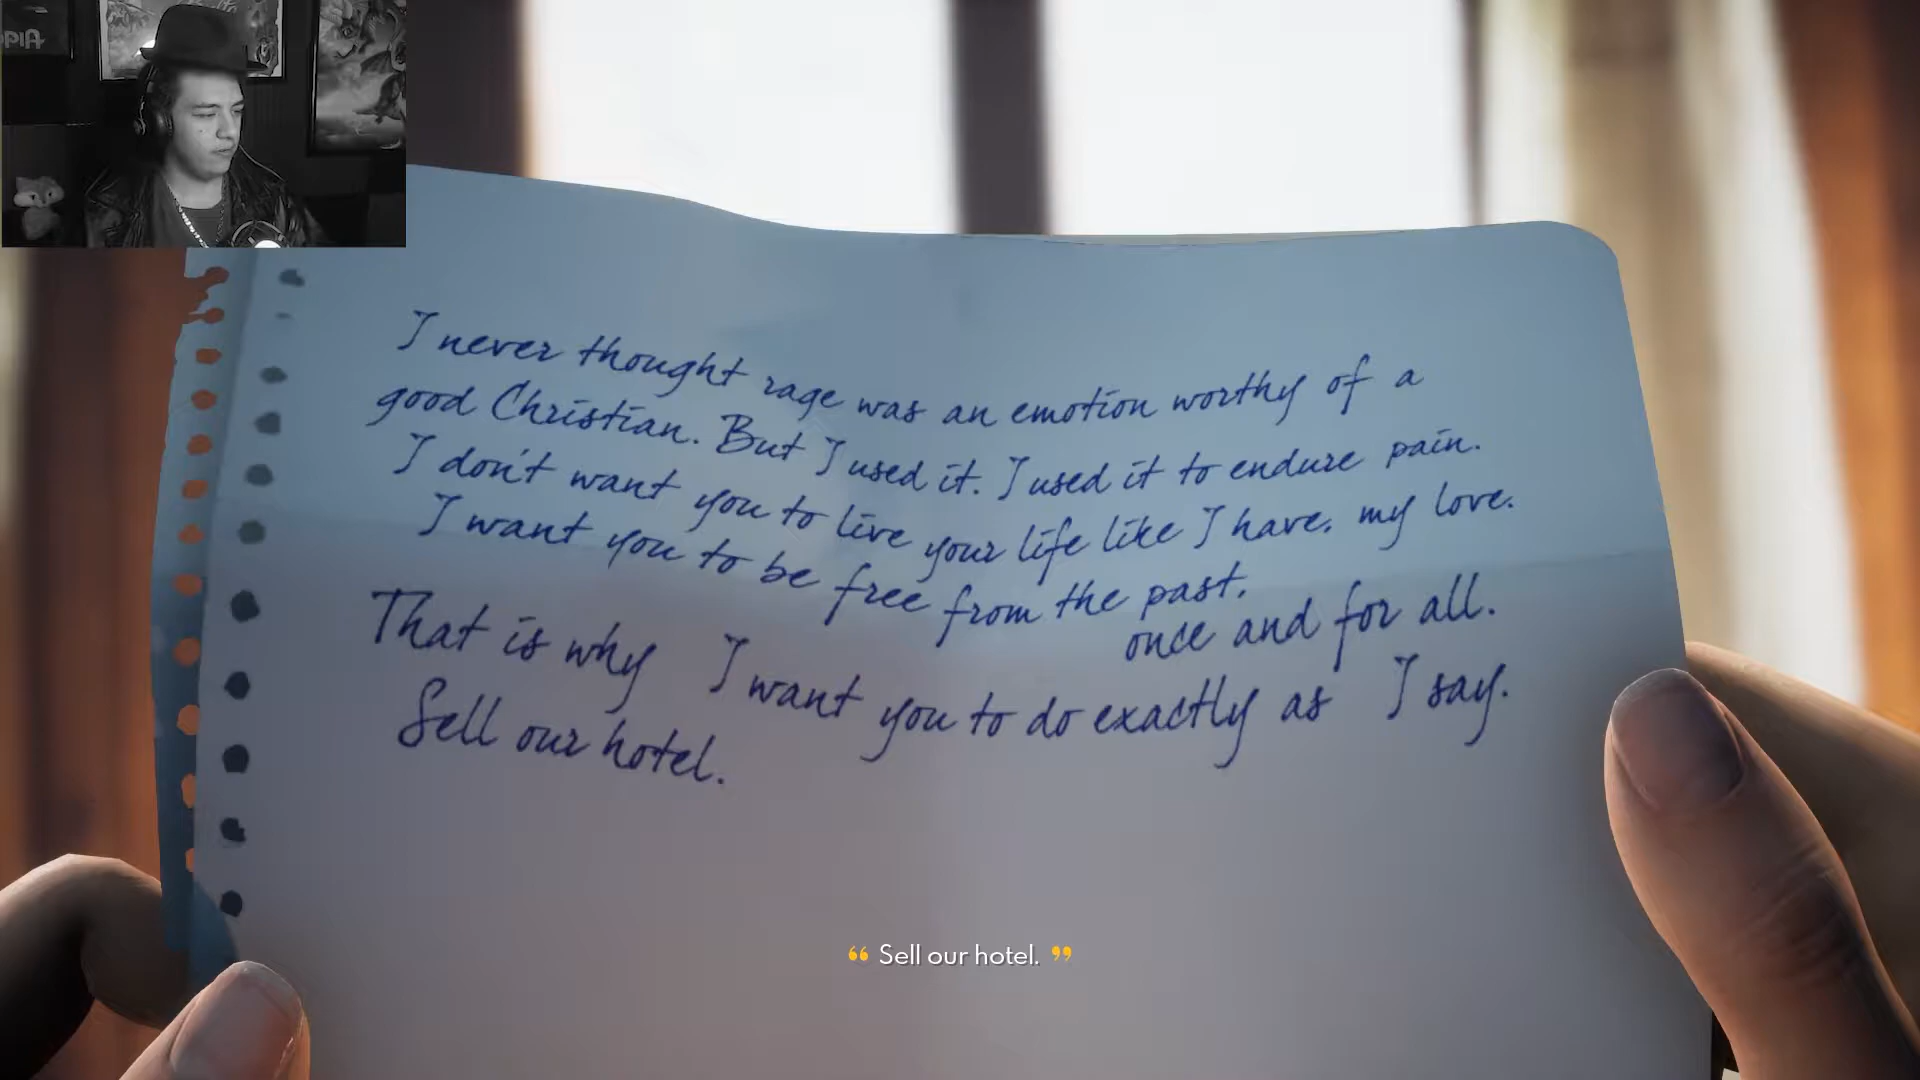 PIA
I never thought rage was an emotion worthy of a
good Christian. But I used it. I used it to endure pain.
I don't want you to live your life like I have, my love.
I want you to be free from the past,
once and for all.
That is why I want you to do exactly as I say.
Sell our hotel.
“ Sell our hotel. ”